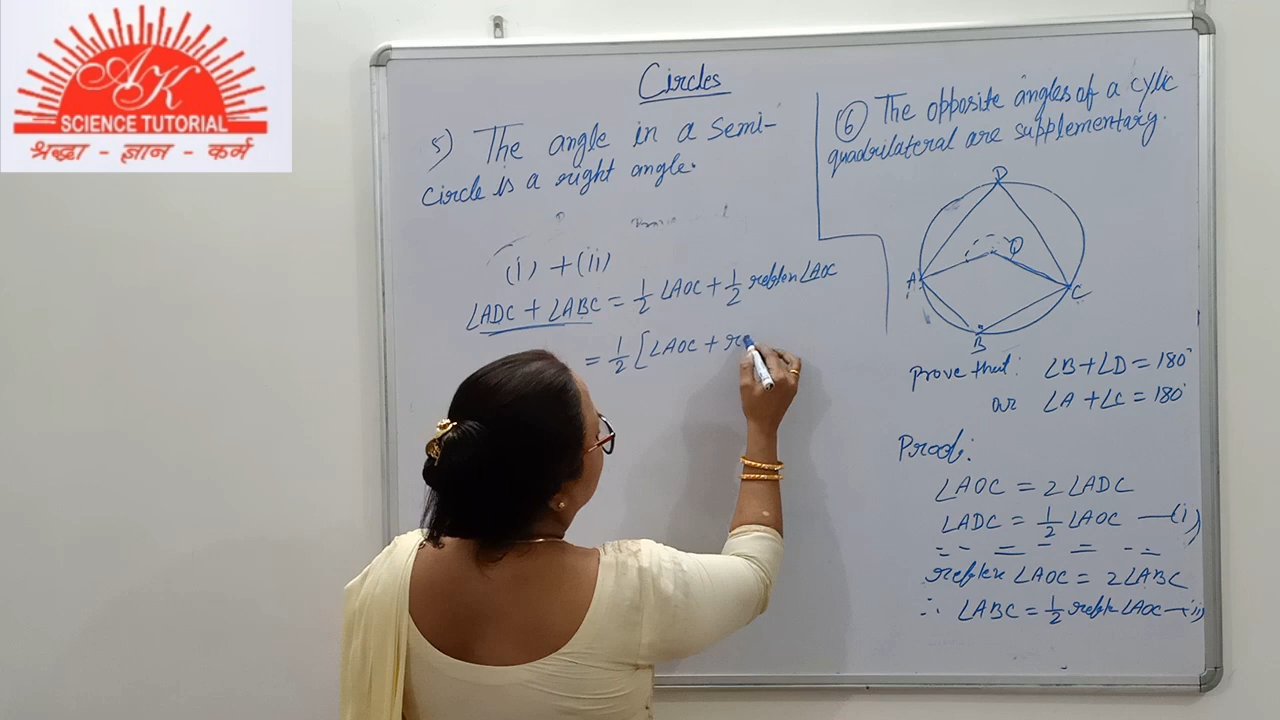 AK
SCIENCE TUTORIAL
श्रद्धा - ज्ञान - कर्म
Circles
5) The angle in a semi-
circle is a right angle.
(i) + (ii)
∠ADC + ∠ABC = 1/2 ∠AOC + 1/2 reflex ∠AOC
= 1/2 [∠AOC + re
⑥ The opposite angles of a cyclic
quadrilateral are supplementary.
D
O
A
C
B
Prove that: ∠B + ∠D = 180°
or ∠A + ∠C = 180°
Proof:
∠AOC = 2∠ADC
∠ADC = 1/2 ∠AOC —(i)
reflex ∠AOC = 2∠ABC
∴ ∠ABC = 1/2 reflex ∠AOC —(ii)